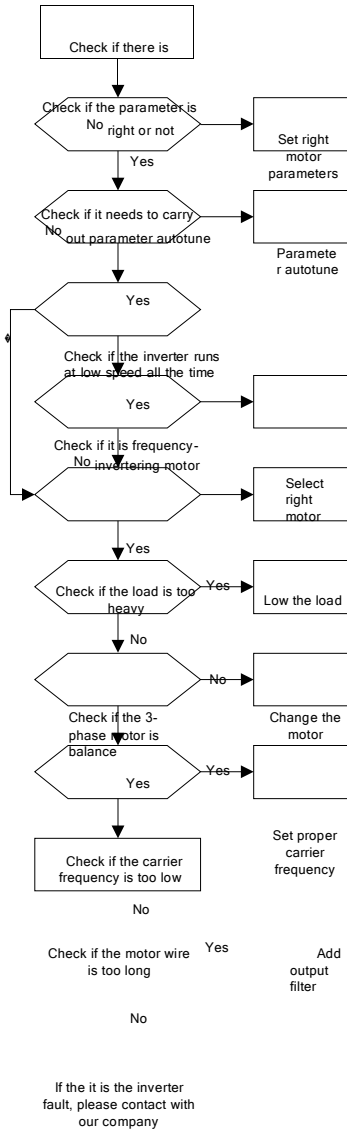 Check if there is
Check if the parameter is
No right or not
Set right
motor
parameters
Yes
Check if it needs to carry
No out parameter autotune
Paramete
r autotune
Yes
Check if the inverter runs
at low speed all the time
Yes
Check if it is frequency-
No invertering motor
Select
right
motor
Yes
Check if the load is too
heavy
Yes
Low the load
No
No
Check if the 3-
phase motor is
balance
Change the
motor
Yes
Yes
Set proper
carrier
frequency
Check if the carrier
frequency is too low
No
Check if the motor wire
is too long
Yes
Add
output
filter
No
If the it is the inverter
fault, please contact with
our company